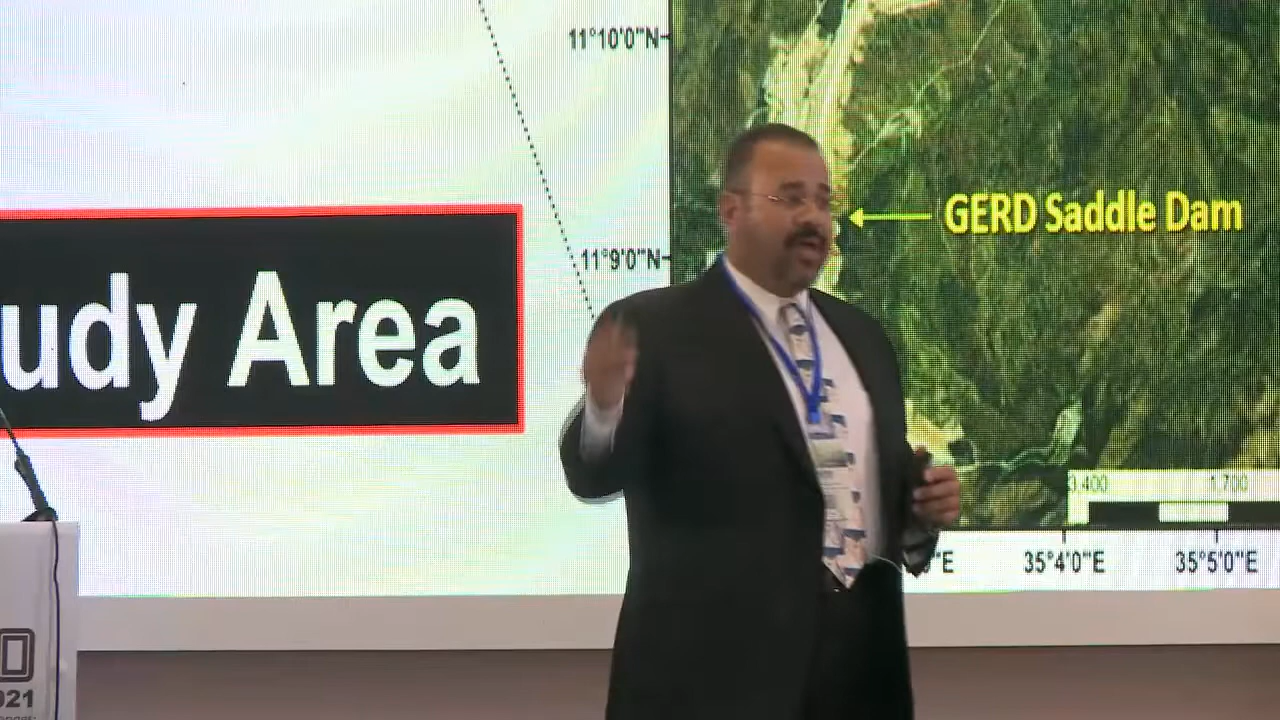 11°10'0"N
GERD Saddle Dam
11°9'0"N
udy Area
3,400 1,700
"E 35°4'0"E 35°5'0"E
021